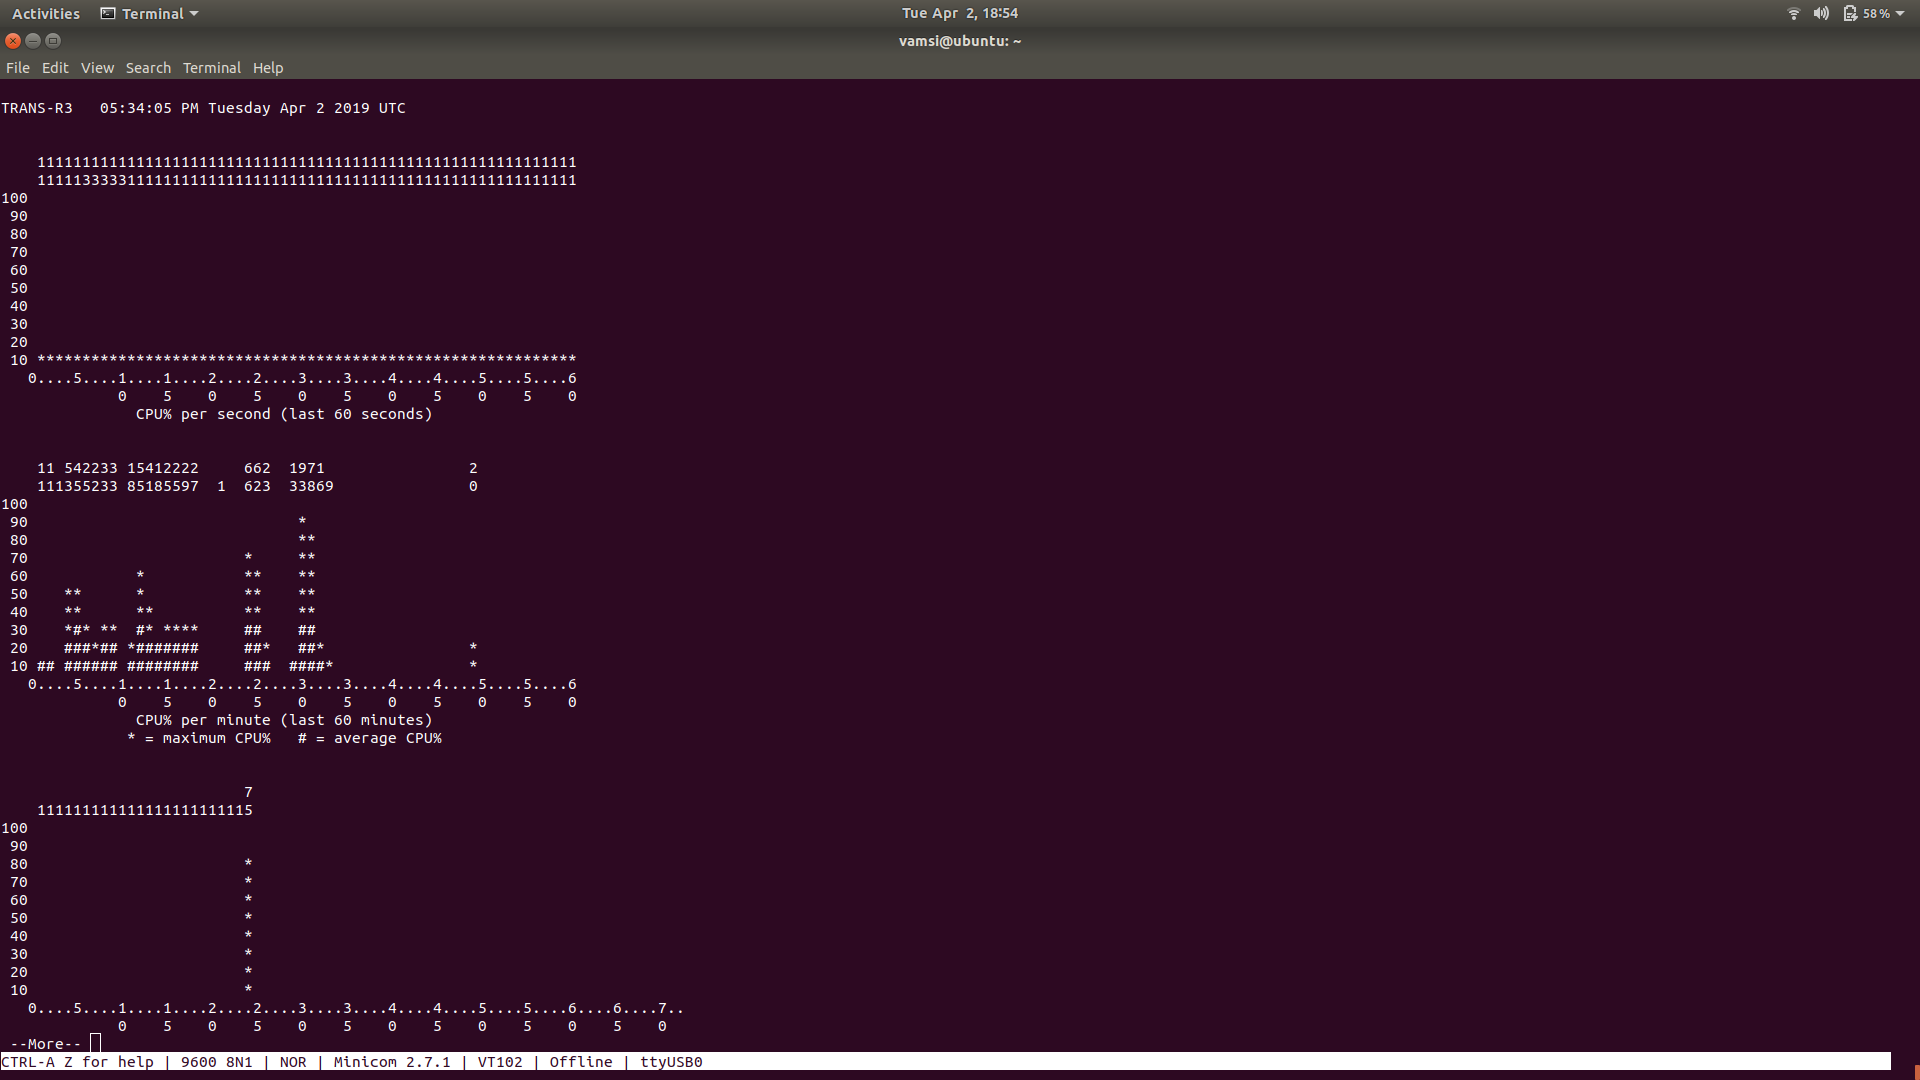 Activities Terminal Tue Apr 2, 18:54 58 %
vamsi@ubuntu: ~
File Edit View Search Terminal Help
TRANS-R3   05:34:05 PM Tuesday Apr 2 2019 UTC
    111111111111111111111111111111111111111111111111111111111111
    111113333311111111111111111111111111111111111111111111111111
100
 90
 80
 70
 60
 50
 40
 30
 20
 10 ************************************************************
   0....5....1....1....2....2....3....3....4....4....5....5....6
             0    5    0    5    0    5    0    5    0    5    0
               CPU% per second (last 60 seconds)
    11 542233 15412222     662  1971                2
    111355233 85185597  1  623  33869               0
100
 90                              *
 80                              **
 70                        *     **
 60            *           **    **
 50    **      *           **    **
 40    **      **          **    **
 30    *#* **  #* ****     ##    ##
 20    ###*## *#######     ##*   ##*                *
 10 ## ###### ########     ###  ####*               *
   0....5....1....1....2....2....3....3....4....4....5....5....6
             0    5    0    5    0    5    0    5    0    5    0
               CPU% per minute (last 60 minutes)
              * = maximum CPU%   # = average CPU%
                           7
    111111111111111111111115
100
 90
 80                        *
 70                        *
 60                        *
 50                        *
 40                        *
 30                        *
 20                        *
 10                        *
   0....5....1....1....2....2....3....3....4....4....5....5....6....6....7..
             0    5    0    5    0    5    0    5    0    5    0    5    0
 --More--
CTRL-A Z for help | 9600 8N1 | NOR | Minicom 2.7.1 | VT102 | Offline | ttyUSB0